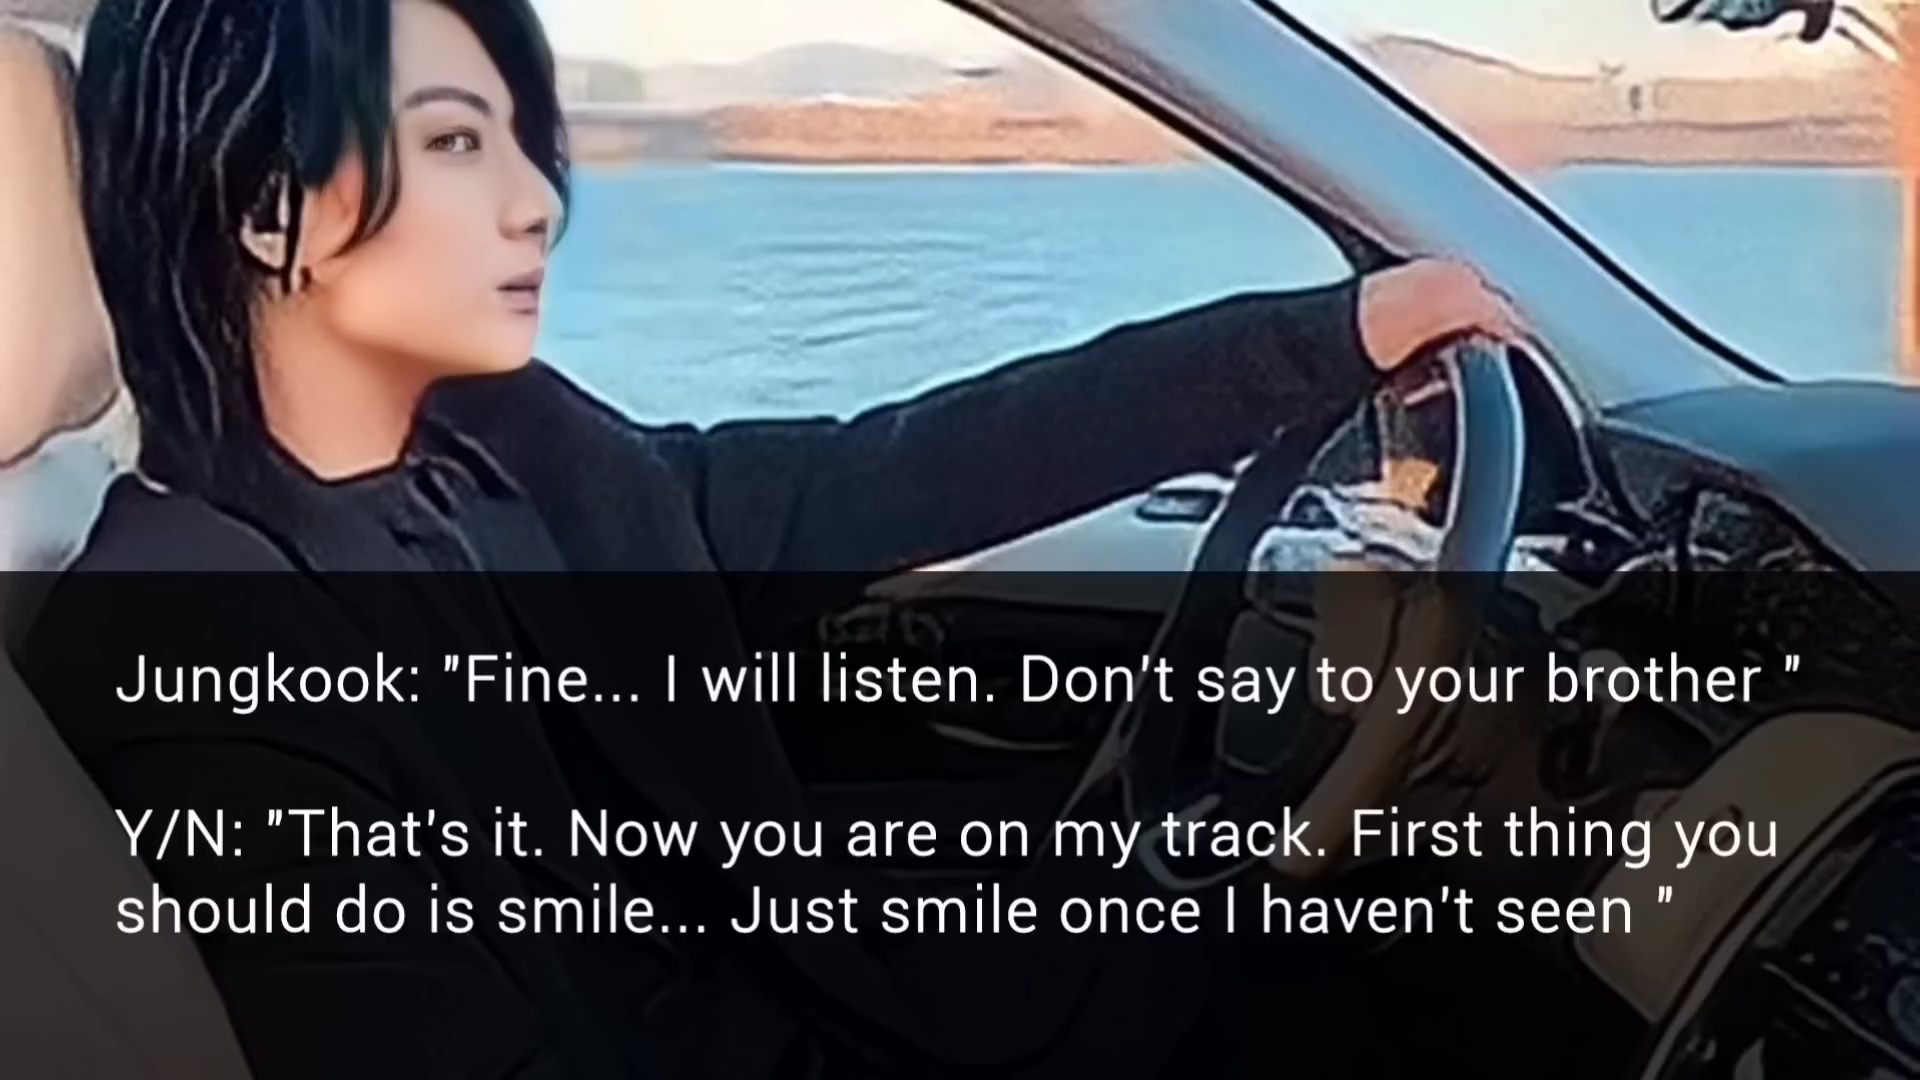 Jungkook: "Fine... I will listen. Don't say to your brother "
Y/N: "That's it. Now you are on my track. First thing you
should do is smile... Just smile once I haven't seen "